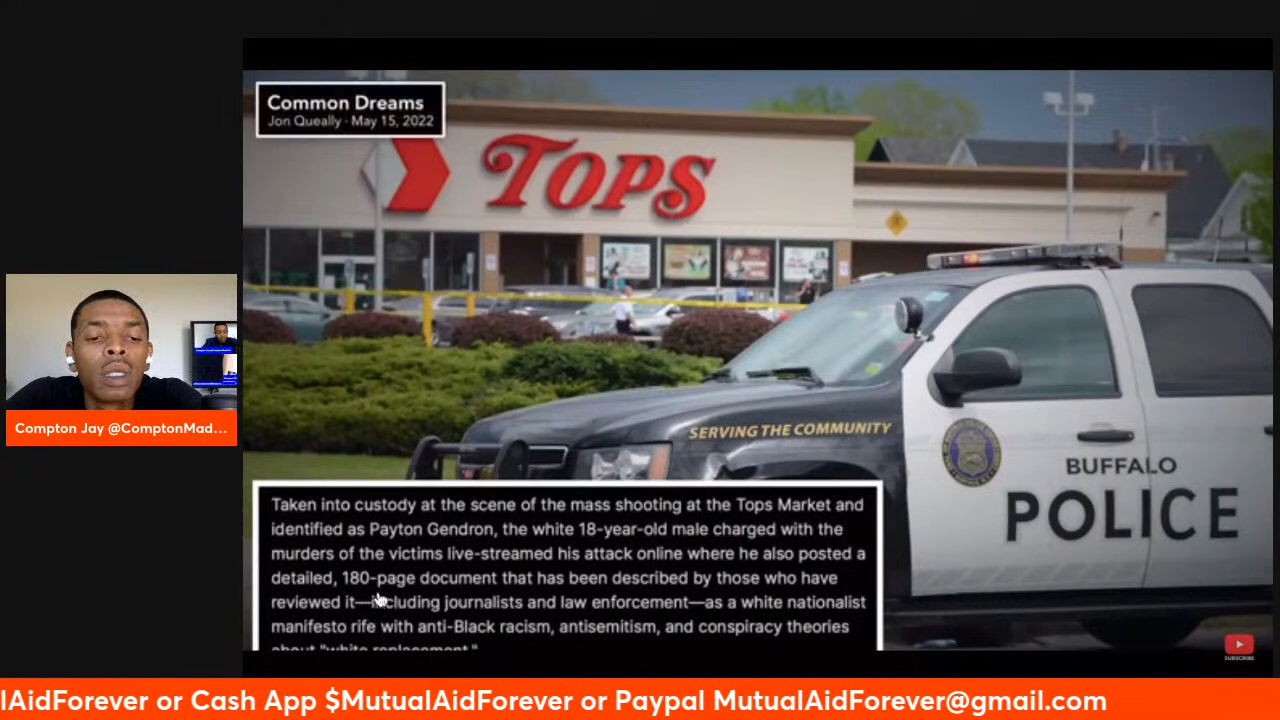 Common Dreams
Jon Queally · May 15, 2022
TOPS
SERVING THE COMMUNITY
BUFFALO
POLICE
Compton Jay @ComptonMad...
Taken into custody at the scene of the mass shooting at the Tops Market and
identified as Payton Gendron, the white 18-year-old male charged with the
murders of the victims live-streamed his attack online where he also posted a
detailed, 180-page document that has been described by those who have
reviewed it—including journalists and law enforcement—as a white nationalist
manifesto rife with anti-Black racism, antisemitism, and conspiracy theories
about "white replacement."
SUBSCRIBE
lAidForever or Cash App $MutualAidForever or Paypal MutualAidForever@gmail.com